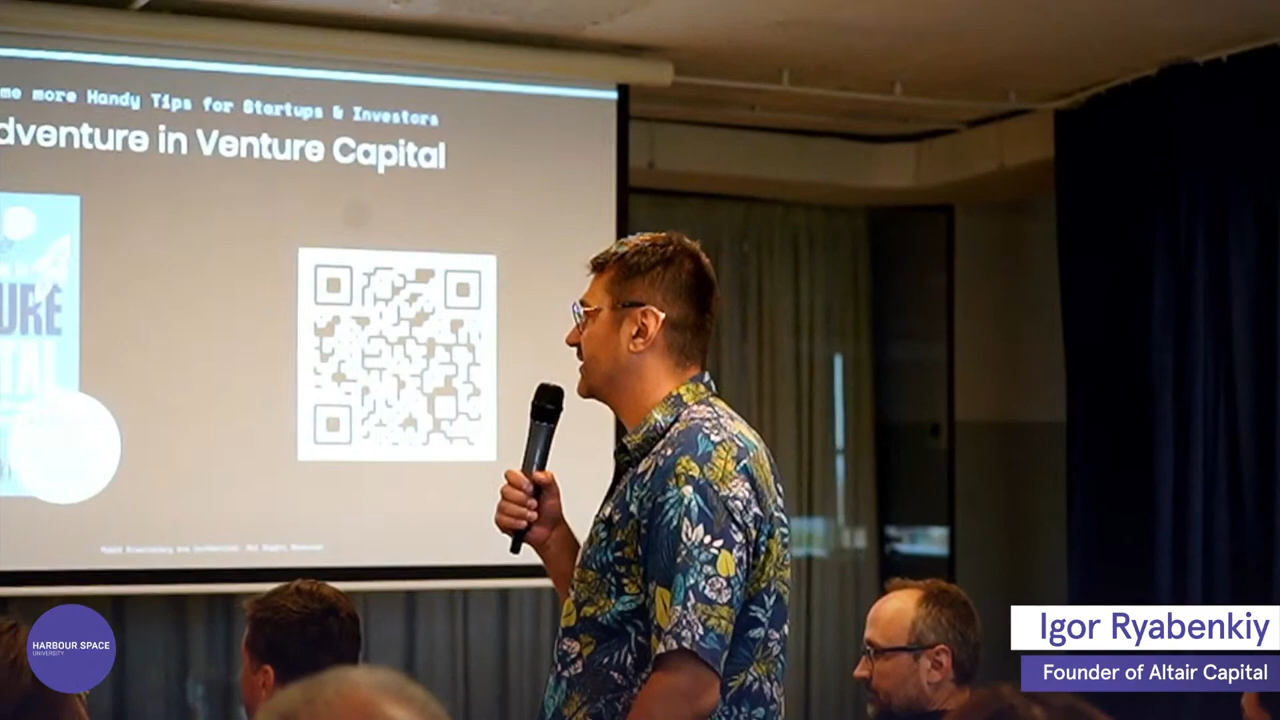 me more Handy Tips for Startups & Investors
dventure in Venture Capital
URE
TAL
HARBOUR SPACE
UNIVERSITY
Igor Ryabenkiy
Founder of Altair Capital